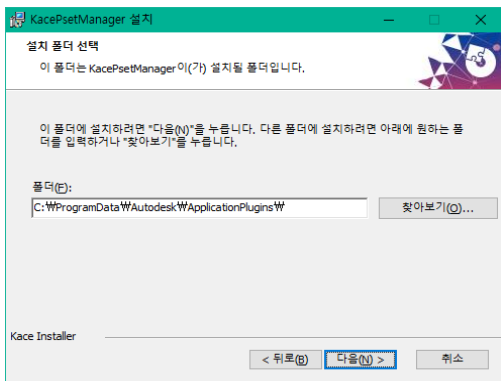 KacePsetManager 설치
설치 폴더 선택
이 폴더는 KacePsetManager이(가) 설치될 폴더입니다.
이 폴더에 설치하려면 "다음(N)"을 누릅니다. 다른 폴더에 설치하려면 아래에 원하는 폴
더를 입력하거나 "찾아보기"를 누릅니다.
폴더(F):
C:₩ProgramData₩Autodesk₩ApplicationPlugins₩
찾아보기(O)...
Kace Installer
< 뒤로(B)
다음(N) >
취소